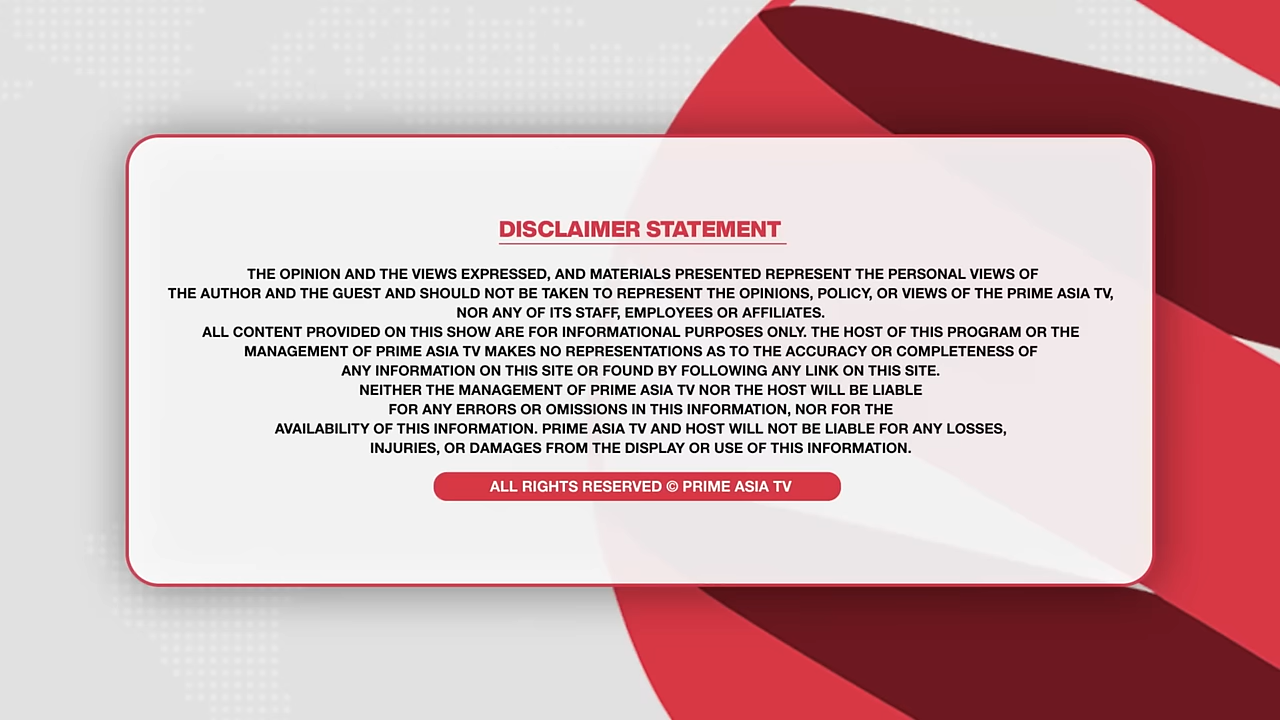 DISCLAIMER STATEMENT
THE OPINION AND THE VIEWS EXPRESSED, AND MATERIALS PRESENTED REPRESENT THE PERSONAL VIEWS OF
THE AUTHOR AND THE GUEST AND SHOULD NOT BE TAKEN TO REPRESENT THE OPINIONS, POLICY, OR VIEWS OF THE PRIME ASIA TV,
NOR ANY OF ITS STAFF, EMPLOYEES OR AFFILIATES.
ALL CONTENT PROVIDED ON THIS SHOW ARE FOR INFORMATIONAL PURPOSES ONLY. THE HOST OF THIS PROGRAM OR THE
MANAGEMENT OF PRIME ASIA TV MAKES NO REPRESENTATIONS AS TO THE ACCURACY OR COMPLETENESS OF
ANY INFORMATION ON THIS SITE OR FOUND BY FOLLOWING ANY LINK ON THIS SITE.
NEITHER THE MANAGEMENT OF PRIME ASIA TV NOR THE HOST WILL BE LIABLE
FOR ANY ERRORS OR OMISSIONS IN THIS INFORMATION, NOR FOR THE
AVAILABILITY OF THIS INFORMATION. PRIME ASIA TV AND HOST WILL NOT BE LIABLE FOR ANY LOSSES,
INJURIES, OR DAMAGES FROM THE DISPLAY OR USE OF THIS INFORMATION.
ALL RIGHTS RESERVED © PRIME ASIA TV